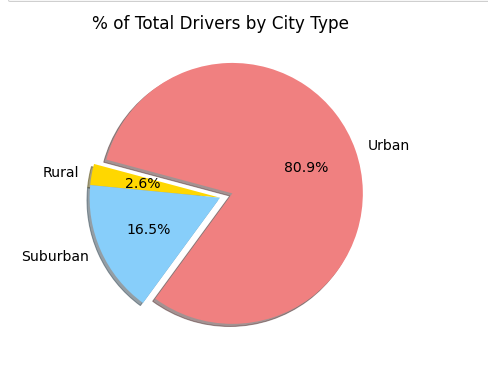 % of Total Drivers by City Type
Urban
80.9%
Rural
2.6%
16.5%
Suburban